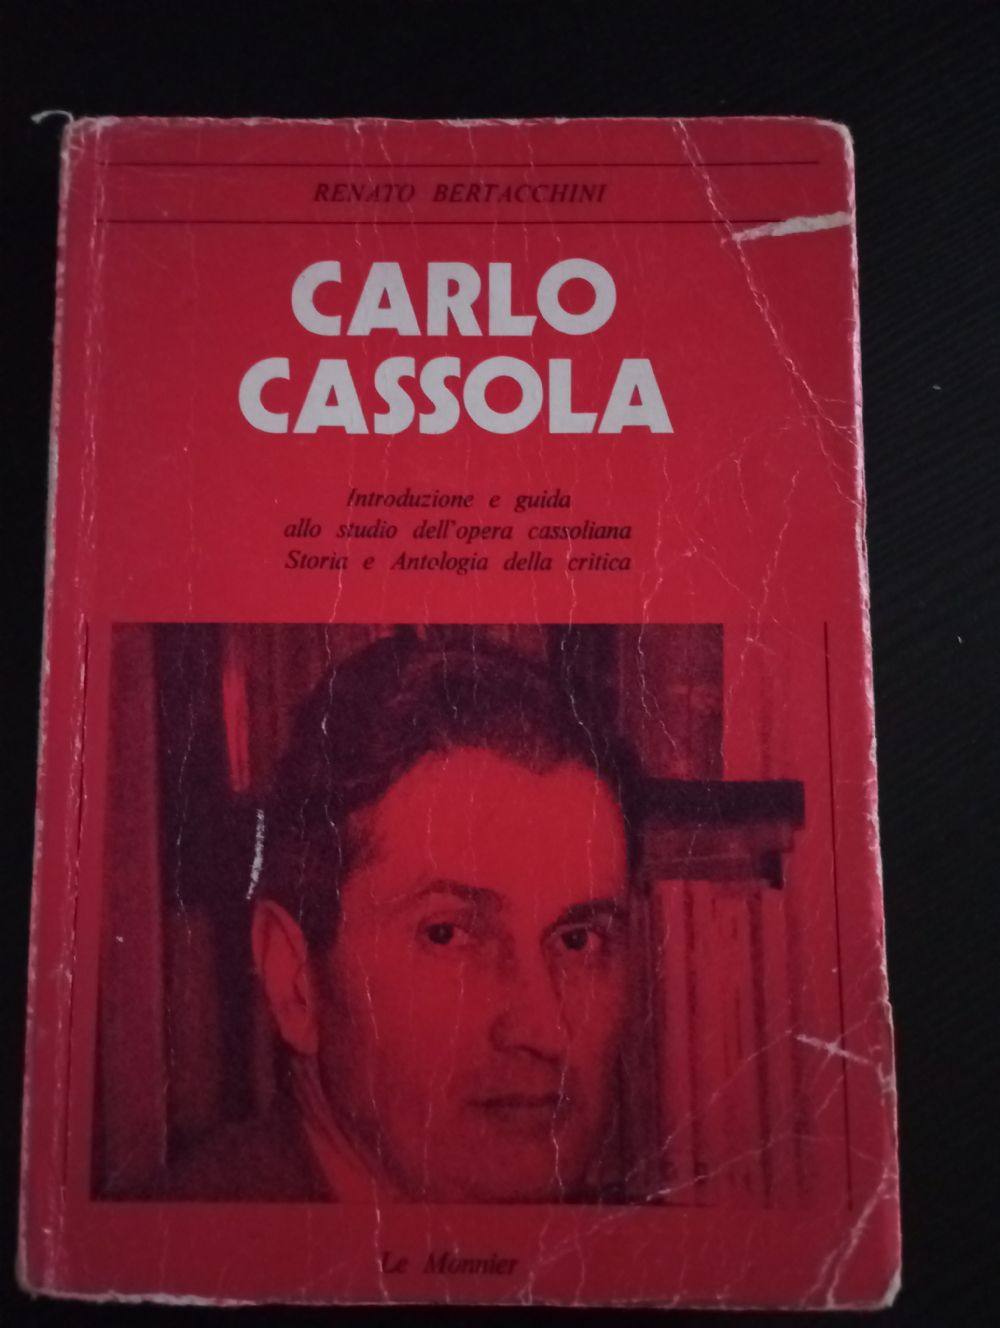 RENATO BERTACCHINI
CARLO
CASSOLA
Introduzione e guida
allo studio dell'opera cassoliana
Storia e Antologia della critica
Le Monnier